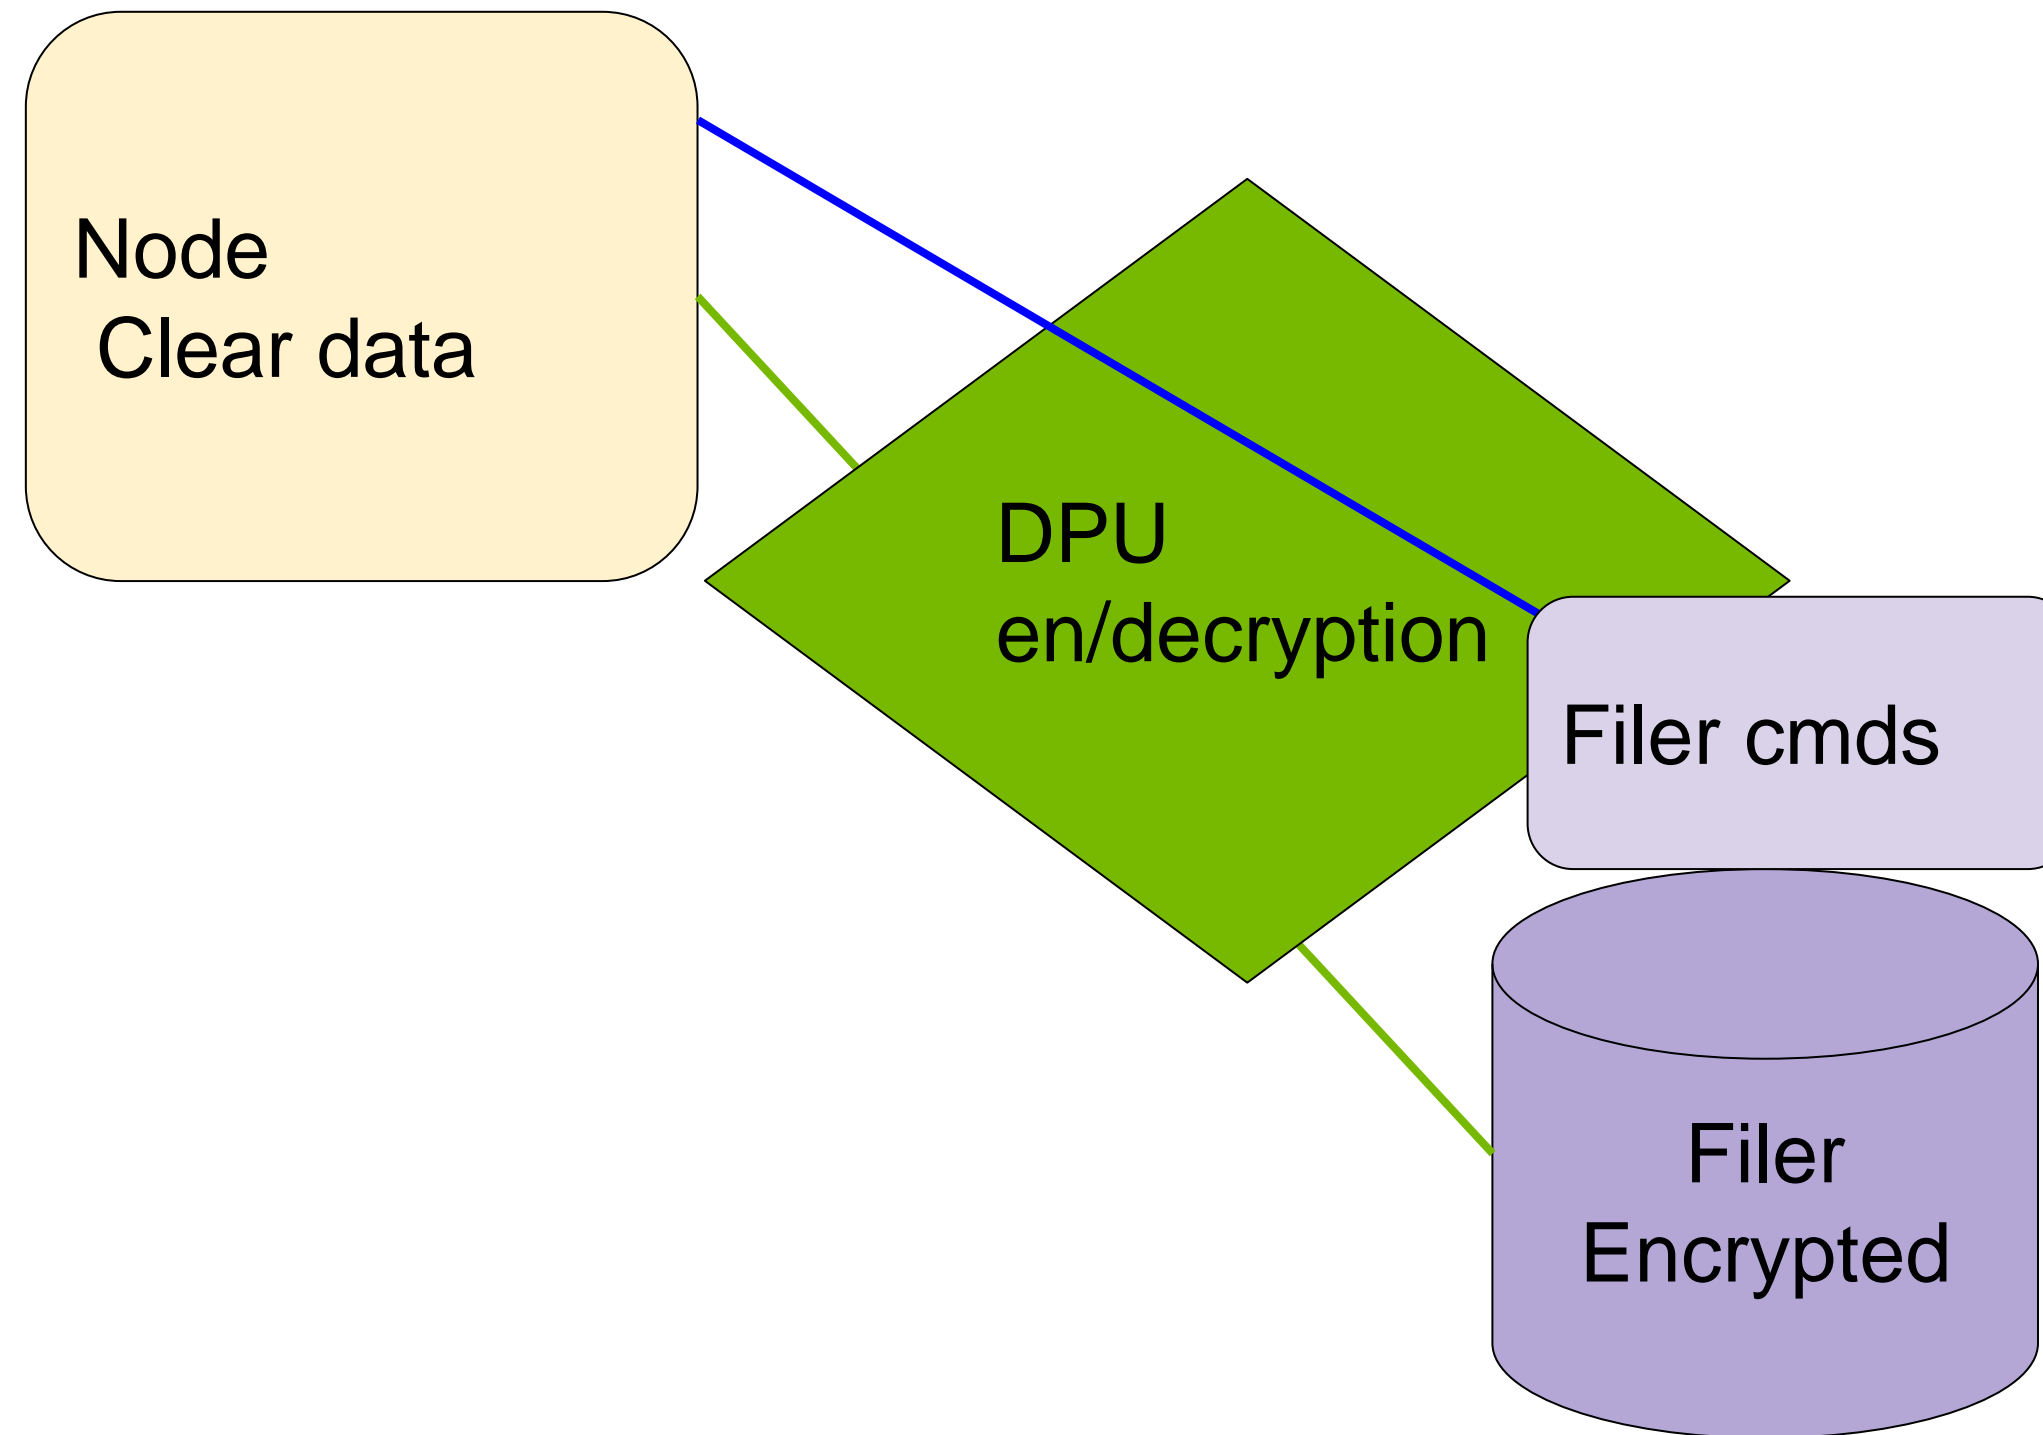 Node
Clear data
DPU
en/decryption
Filer cmds
Filer
Encrypted